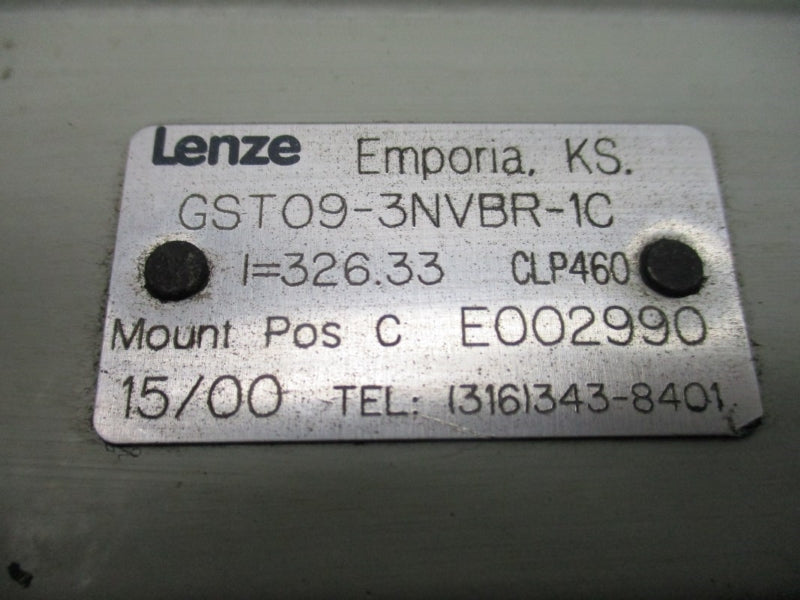 Lenze Emporia, KS.
GST09-3NVBR-1C
I=326.33 CLP460
Mount Pos C E002990
15/00 TEL: (316)343-8401